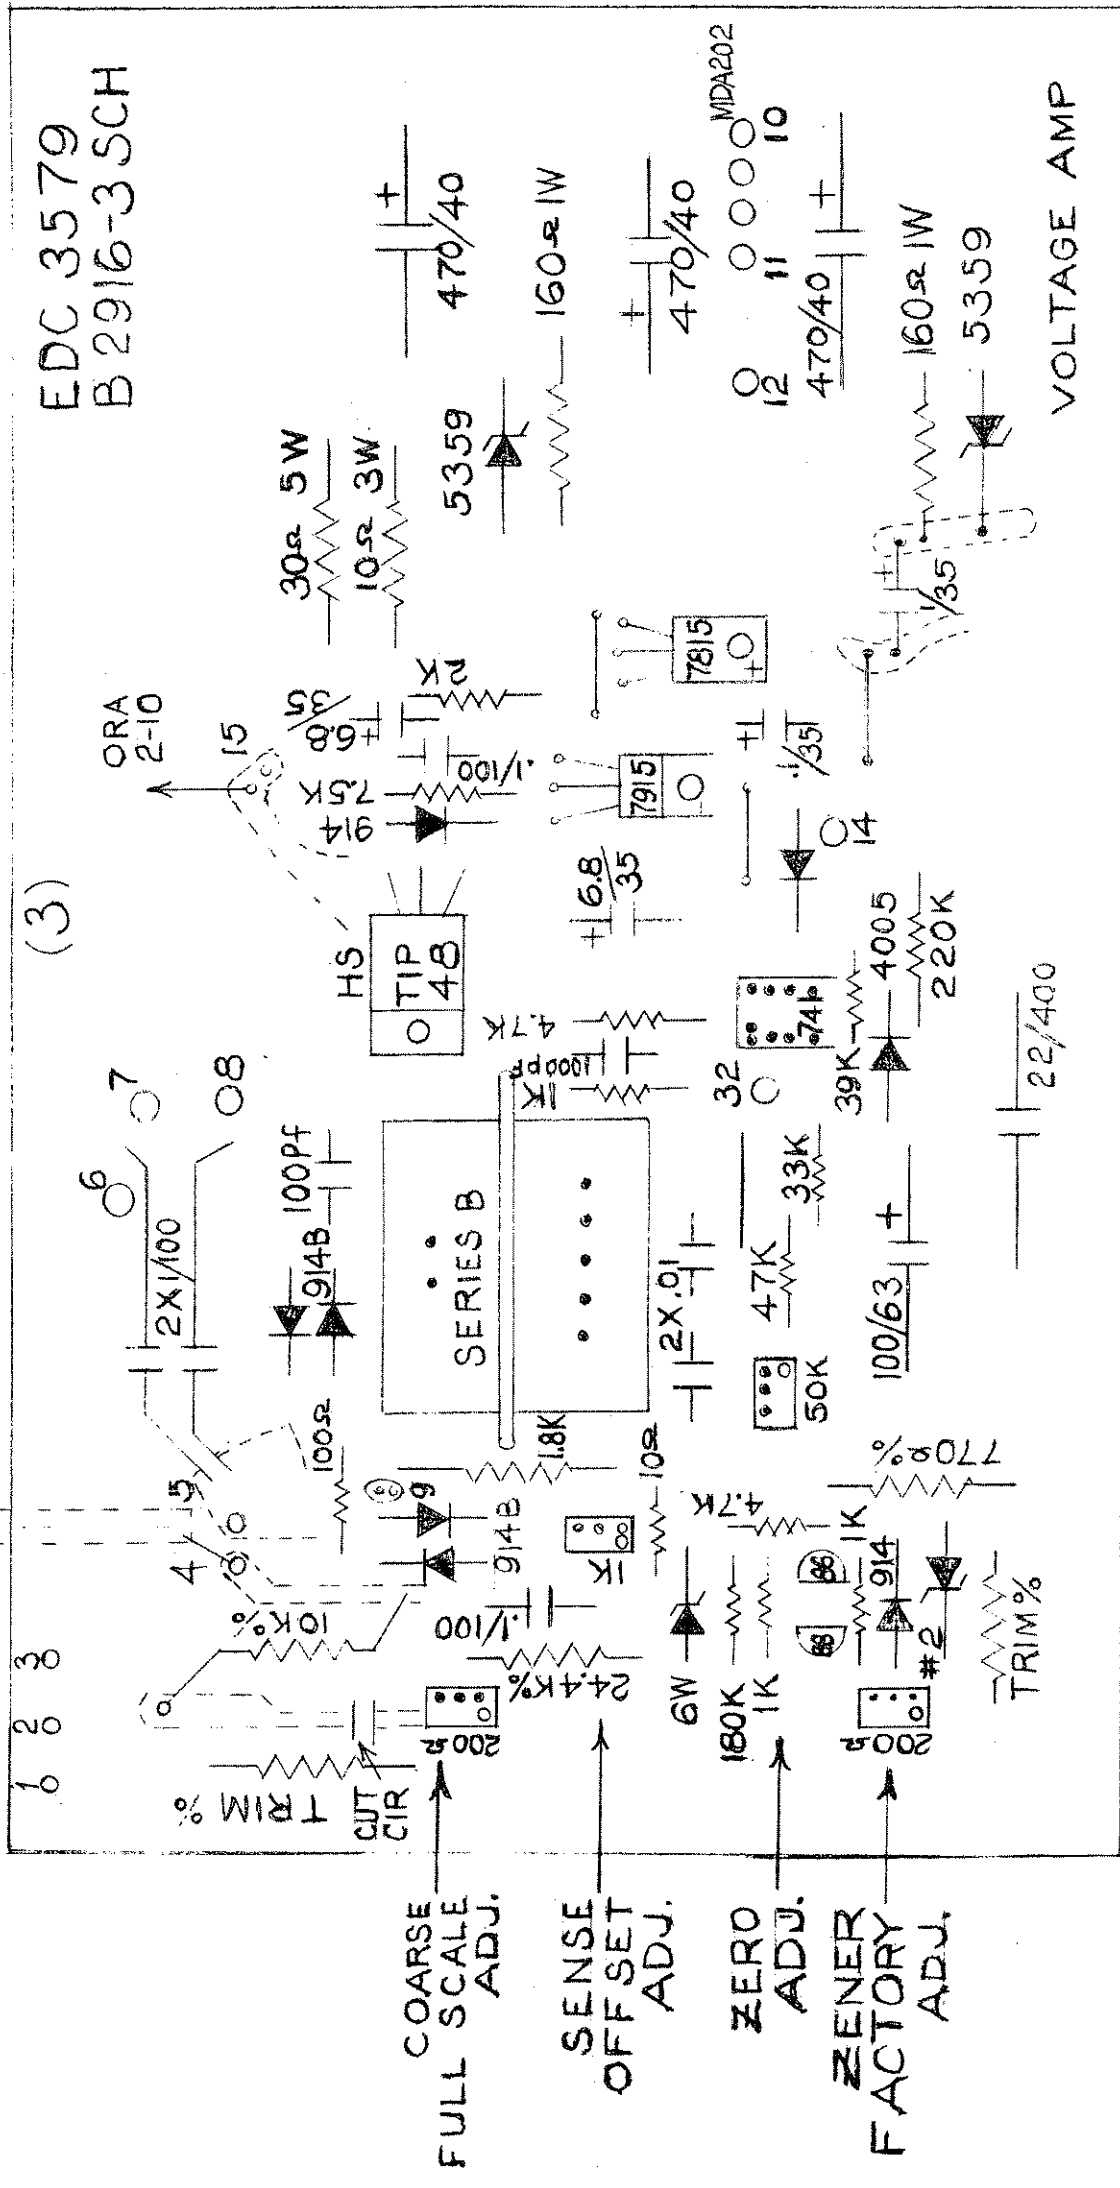 EDC 3579
B2916-3 SCH
(3)
1
2
3
4
5
6
7
8
TRIM %
CUT
CIR
10K%
2X1/100
ORA
2-10
15
COARSE
FULL SCALE
ADJ.
200Ω
914B
9
100Ω
914B
100Pf
HS
TIP
48
914
7.5K
.1/100
6.8
/35
2K
30Ω 5W
10Ω 3W
470/40
.1/100
24.4K%
SENSE
OFFSET
ADJ.
1K
10Ω
1.8K
SERIES B
1K
1000pF
4.7K
6.8/35
7915
7815
5359
160Ω 1W
470/40
MDA202
10
11
12
470/40
6W
180K
1K
4.7K
ZERO
ADJ.
2X.01
50K
47K
33K
32
741
39K
14
.1/35
ZENER
FACTORY
ADJ.
200Ω
#2
914
1K
770Ω%
TRIM%
100/63
4005
220K
22/400
1/35
160Ω 1W
5359
VOLTAGE AMP